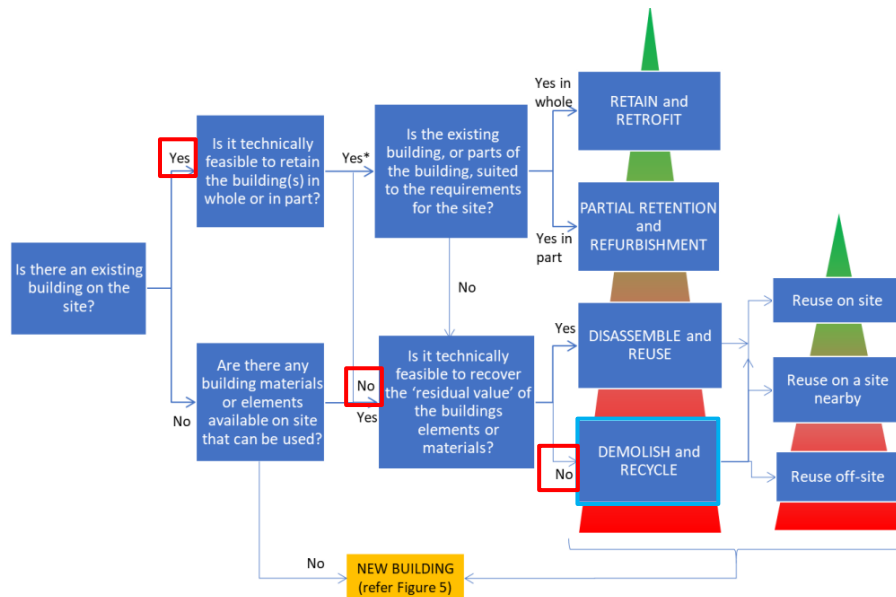 Is there an existing
building on the
site?
Yes
No
Is it technically
feasible to retain
the building(s) in
whole or in part?
Are there any
building materials
or elements
available on site
that can be used?
Yes*
No
Yes
No
Is the existing
building, or parts of
the building, suited
to the requirements
for the site?
No
Is it technically
feasible to recover
the ‘residual value’ of
the buildings
elements or
materials?
Yes in
whole
Yes in
part
Yes
No
RETAIN and
RETROFIT
PARTIAL RETENTION
and
REFURBISHMENT
DISASSEMBLE and
REUSE
DEMOLISH and
RECYCLE
Reuse on site
Reuse on a site
nearby
Reuse off-site
NEW BUILDING
(refer Figure 5)